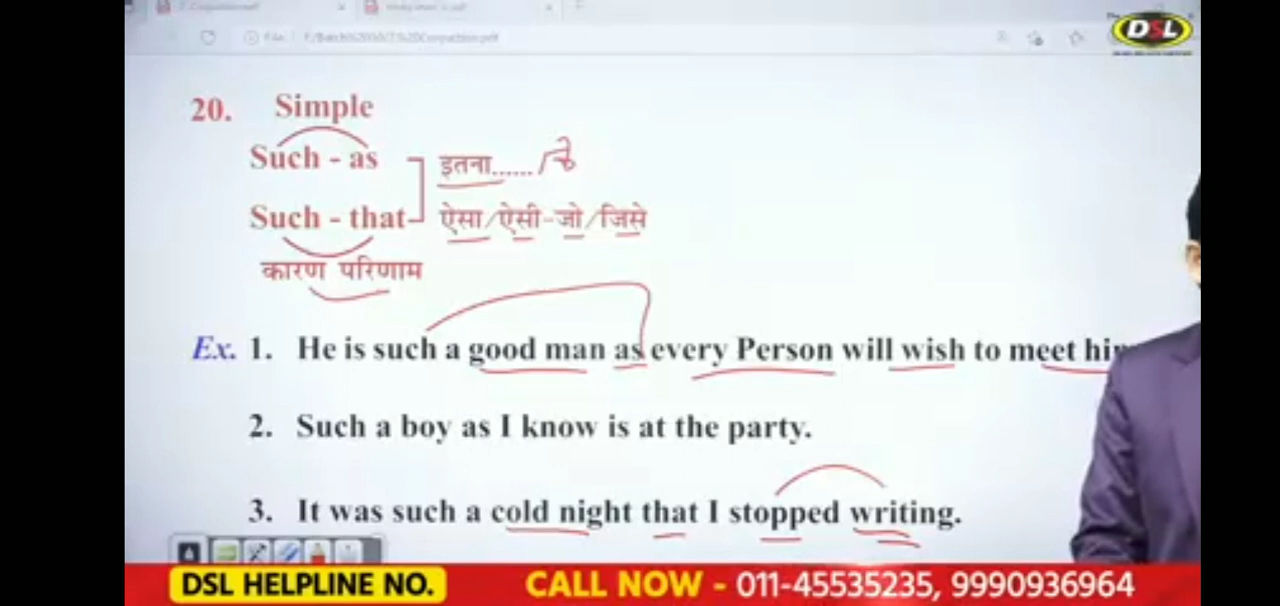 DSL
20. Simple
Such - as
इतना...... कि
Such - that
ऐसा/ऐसी-जो/जिसे
कारण परिणाम
Ex. 1. He is such a good man as every Person will wish to meet
2. Such a boy as I know is at the party.
3. It was such a cold night that I stopped writing.
DSL HELPLINE NO. CALL NOW - 011-45535235, 9990936964